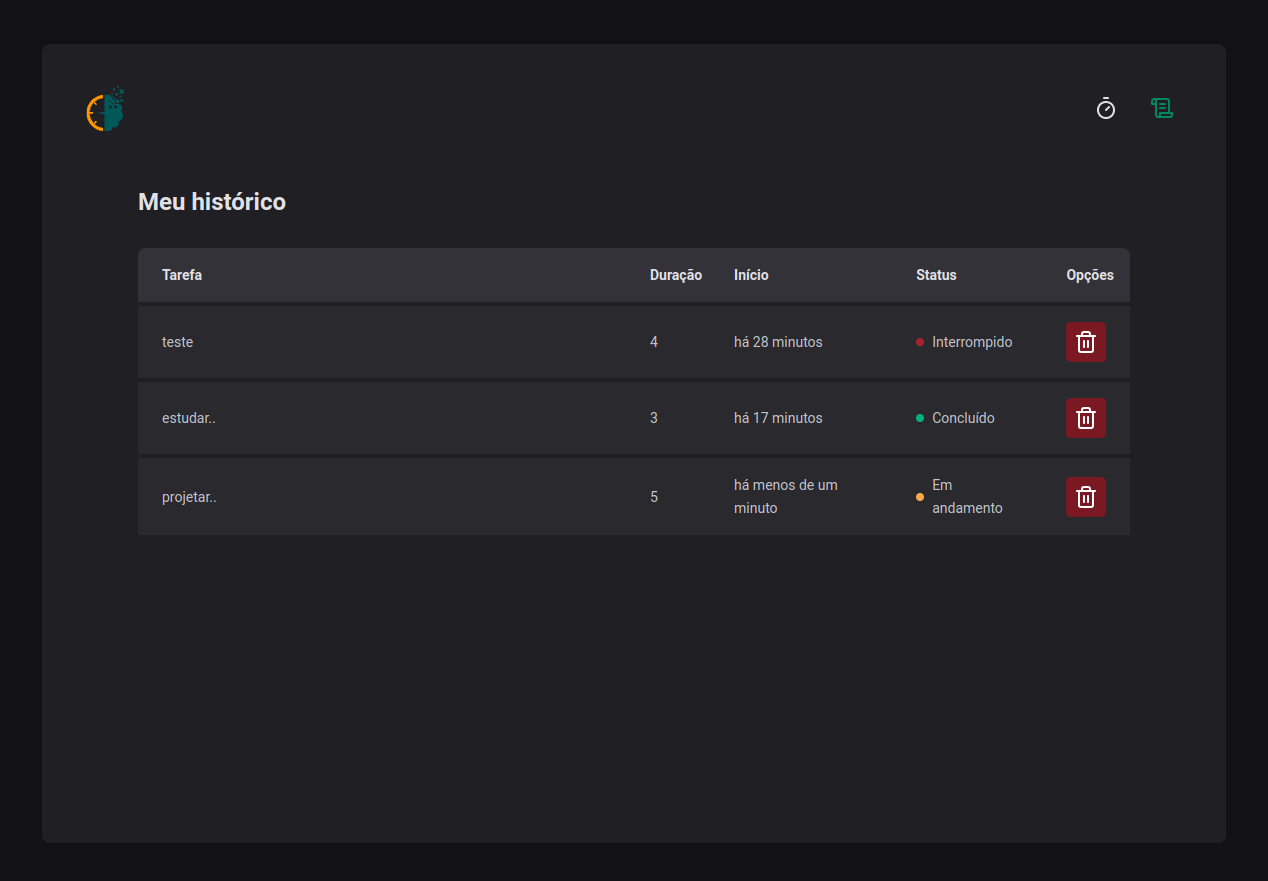 Meu histórico
Tarefa Duração Início Status Opções
teste 4 há 28 minutos Interrompido
estudar.. 3 há 17 minutos Concluído
projetar.. 5 há menos de um minuto Em andamento